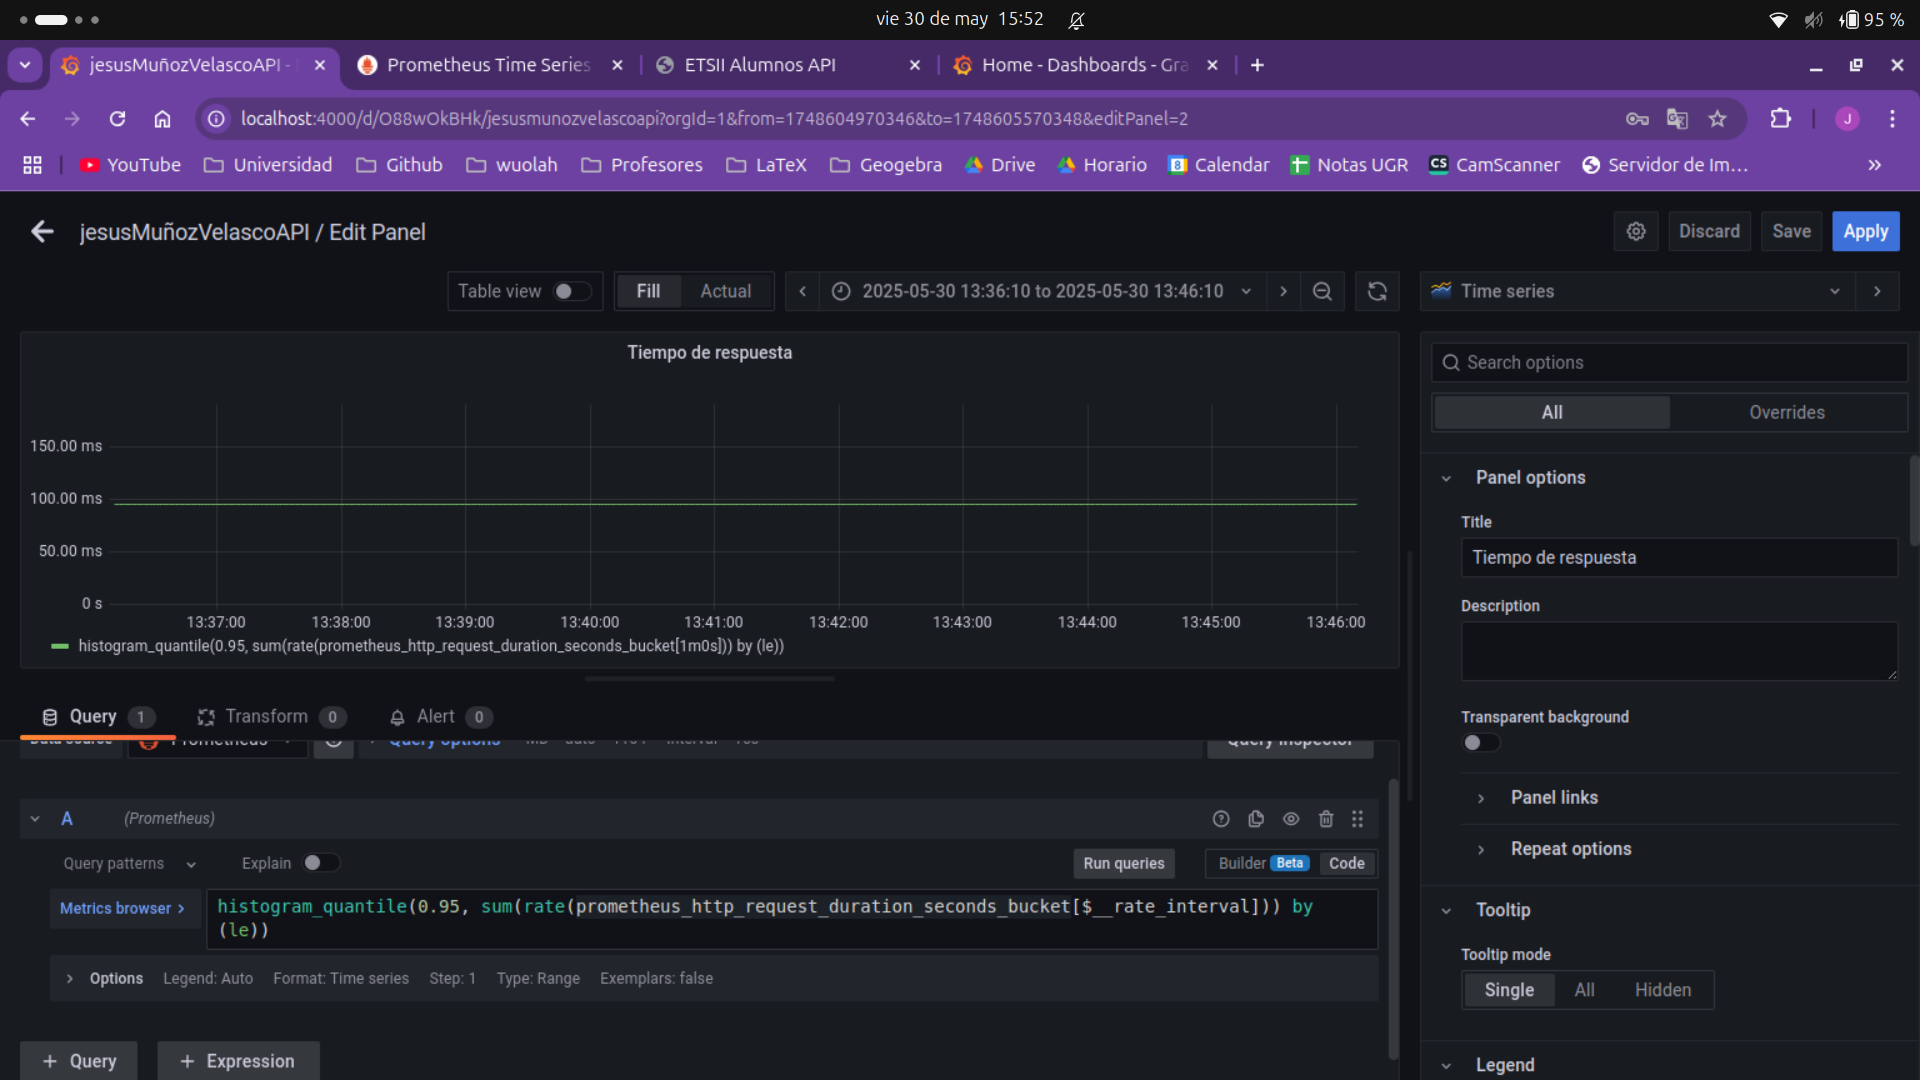 vie 30 de may 15:52
95 %
jesusMuñozVelascoAPI -
Prometheus Time Series
ETSII Alumnos API
Home - Dashboards - Gra
localhost:4000/d/O88wOkBHk/jesusmunozvelascoapi?orgId=1&from=1748604970346&to=1748605570348&editPanel=2
J
YouTube
Universidad
Github
wuolah
Profesores
LaTeX
Geogebra
Drive
Horario
Calendar
Notas UGR
CS CamScanner
Servidor de Im…
jesusMuñozVelascoAPI / Edit Panel
Discard
Save
Apply
Table view
Fill
Actual
2025-05-30 13:36:10 to 2025-05-30 13:46:10
Time series
Tiempo de respuesta
150.00 ms
100.00 ms
50.00 ms
0 s
13:37:00 13:38:00 13:39:00 13:40:00 13:41:00 13:42:00 13:43:00 13:44:00 13:45:00 13:46:00
histogram_quantile(0.95, sum(rate(prometheus_http_request_duration_seconds_bucket[1m0s])) by (le))
Search options
All
Overrides
Panel options
Title
Tiempo de respuesta
Description
Transparent background
Panel links
Repeat options
Tooltip
Tooltip mode
Single
All
Hidden
Legend
Query 1
Transform 0
Alert 0
Data source
Prometheus
Query options
Query inspector
A (Prometheus)
Query patterns
Explain
Run queries
Builder Beta
Code
Metrics browser >
histogram_quantile(0.95, sum(rate(prometheus_http_request_duration_seconds_bucket[$__rate_interval])) by
(le))
Options Legend: Auto Format: Time series Step: 1 Type: Range Exemplars: false
+ Query
+ Expression